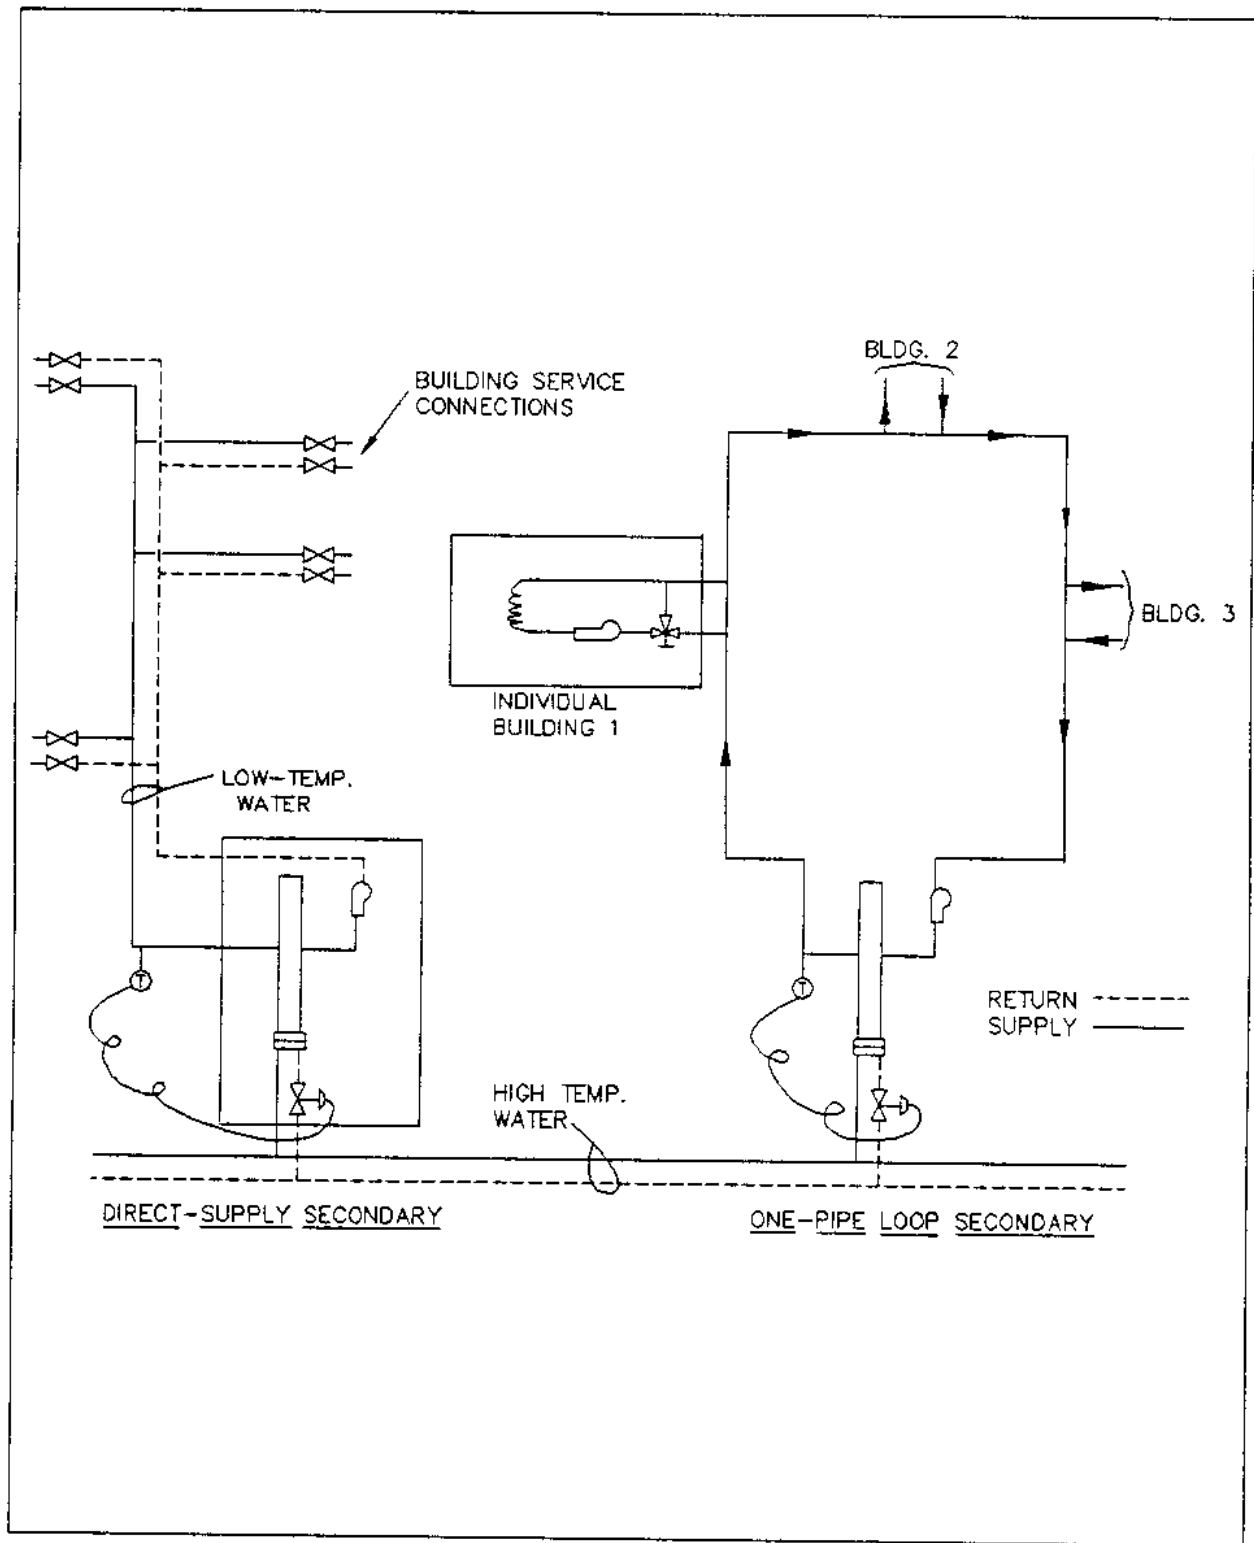 BLDG. 2
BUILDING SERVICE
CONNECTIONS
BLDG. 3
INDIVIDUAL
BUILDING 1
LOW-TEMP.
WATER
T
T
RETURN
SUPPLY
HIGH TEMP.
WATER
DIRECT-SUPPLY SECONDARY
ONE-PIPE LOOP SECONDARY